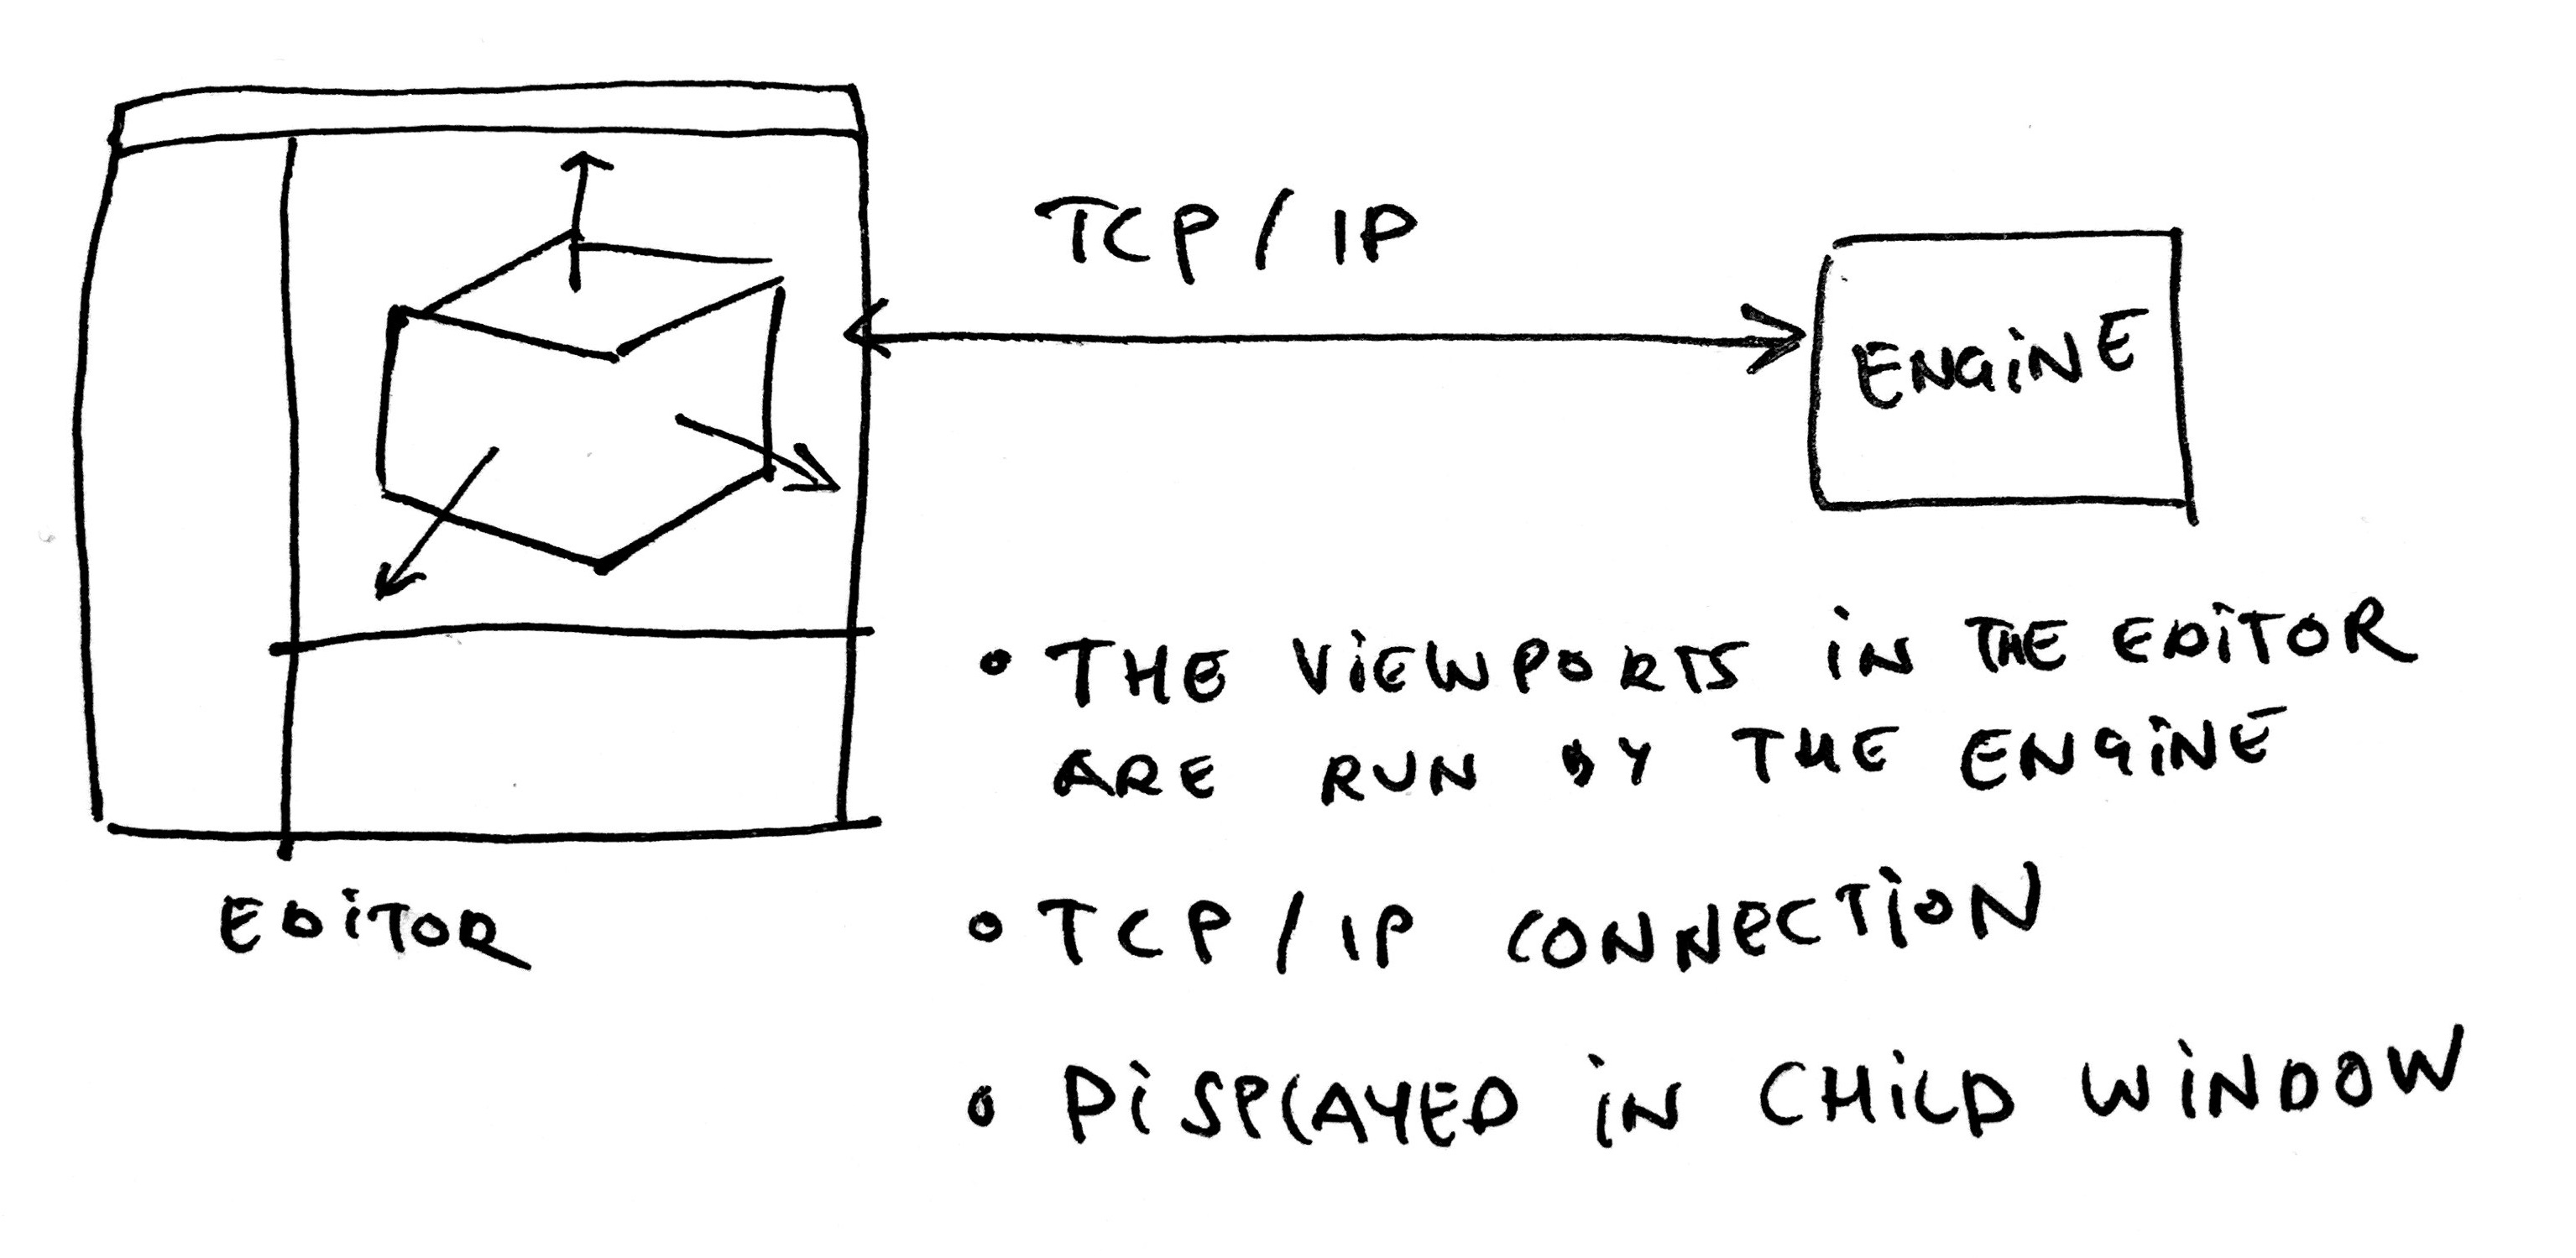 TCP / IP
ENGINE
• THE VIEWPORTS IN THE EDITOR
ARE RUN BY THE ENGINE
EDITOR
• TCP / IP CONNECTION
• DISPLAYED IN CHILD WINDOW